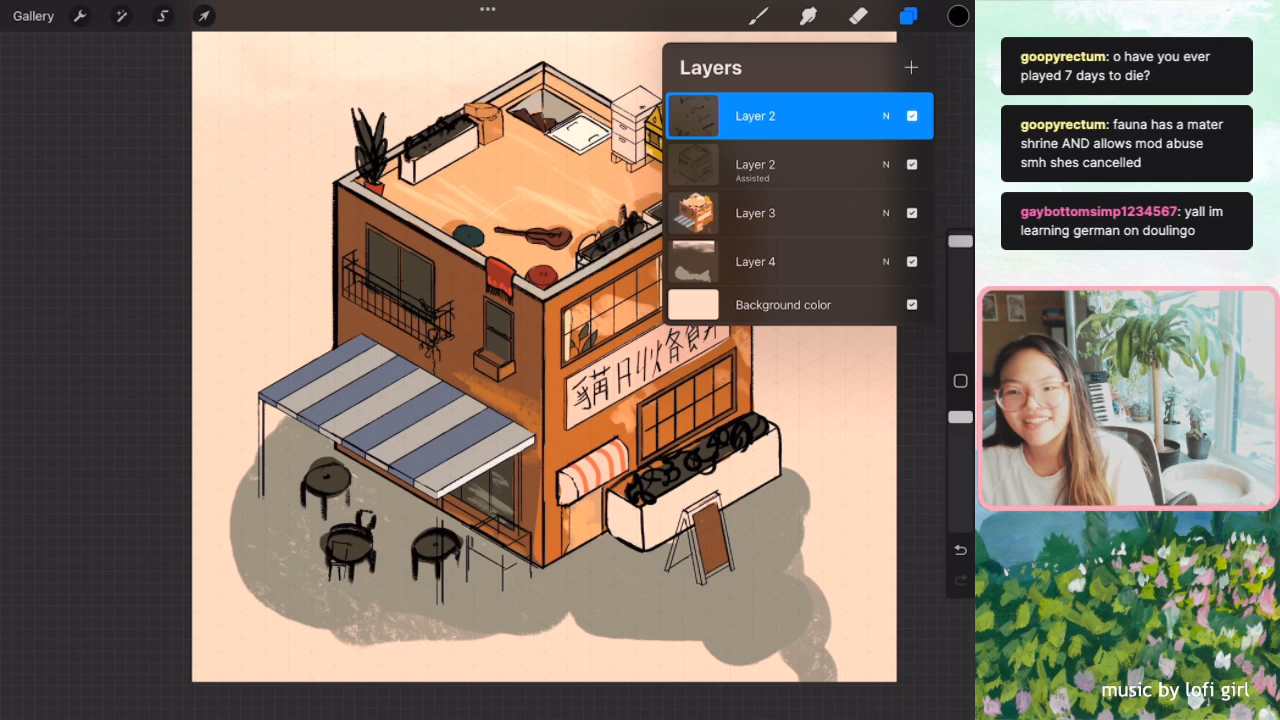 Gallery
Layers
Layer 2
N
Layer 2
N
Assisted
Layer 3
N
Layer 4
N
Background color
goopyrectum: o have you ever
played 7 days to die?
goopyrectum: fauna has a mater
shrine AND allows mod abuse
smh shes cancelled
gaybottomsimp1234567: yall im
learning german on doulingo
music by lofi girl